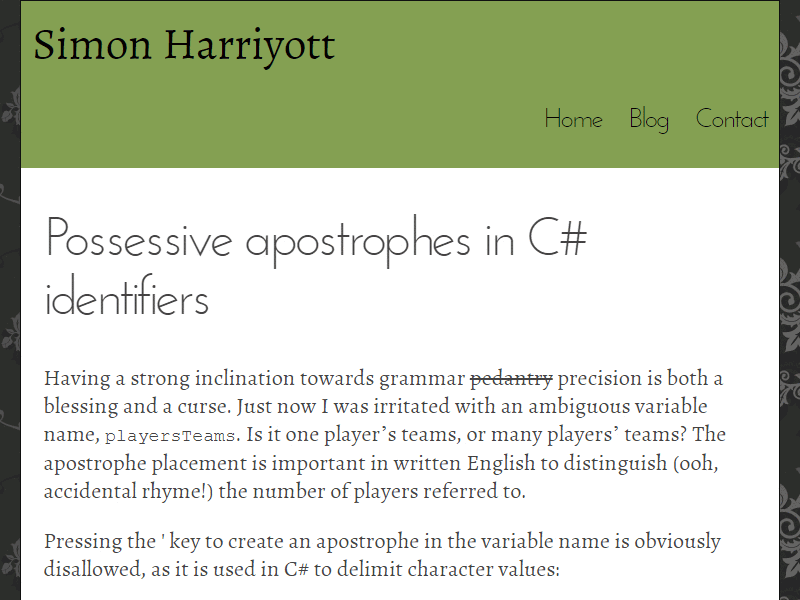 Simon Harriyott
Home Blog Contact
Possessive apostrophes in C#
identifiers
Having a strong inclination towards grammar pedantry precision is both a
blessing and a curse. Just now I was irritated with an ambiguous variable
name, playersTeams. Is it one player’s teams, or many players’ teams? The
apostrophe placement is important in written English to distinguish (ooh,
accidental rhyme!) the number of players referred to.
Pressing the ' key to create an apostrophe in the variable name is obviously
disallowed, as it is used in C# to delimit character values: